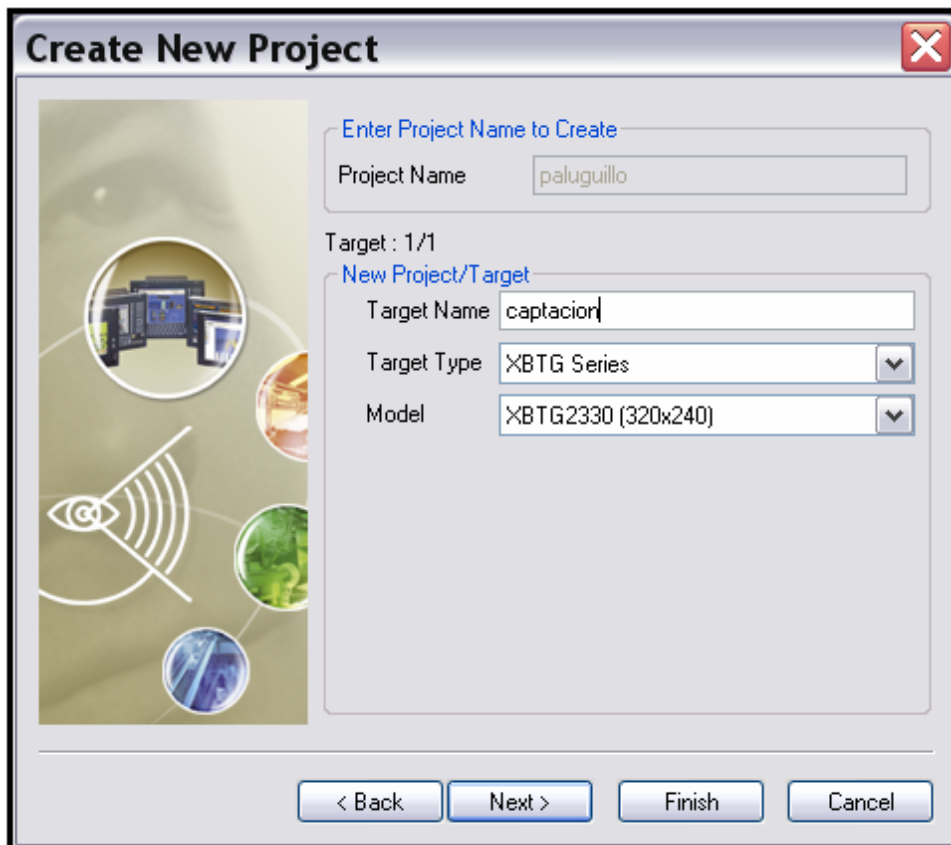 Create New Project
Enter Project Name to Create
Project Name paluguillo
Target : 1/1
New Project/Target
Target Name captacion
Target Type XBTG Series
Model XBTG2330 (320x240)
< Back Next > Finish Cancel